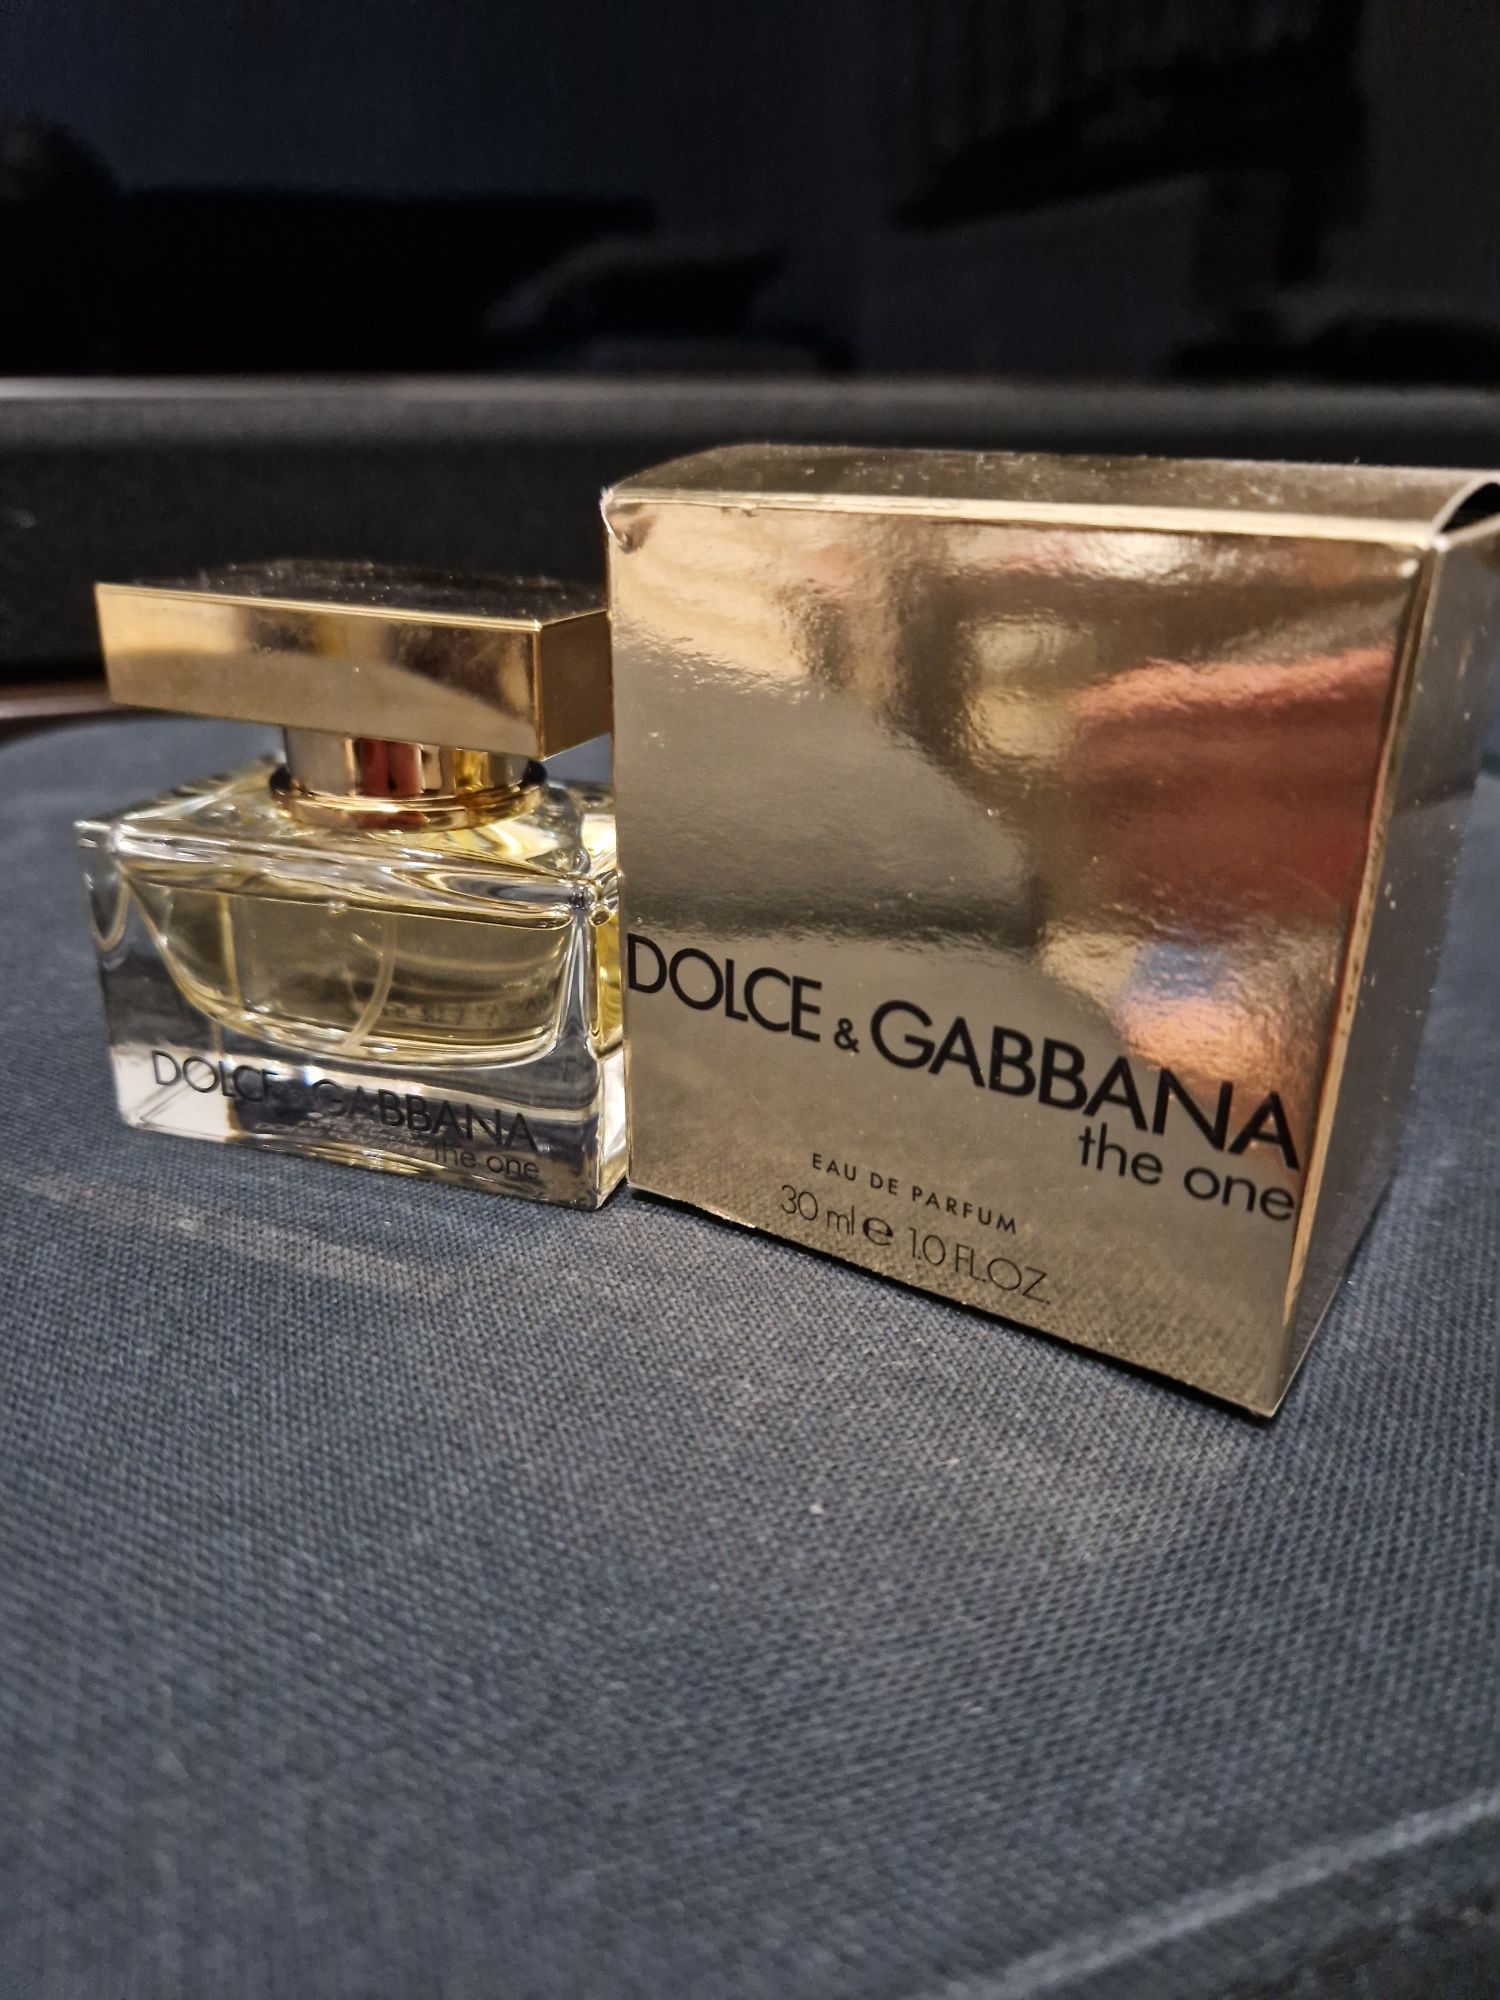 DOLCE & GABBANA
the one
DOLCE & GABBANA
the one
EAU DE PARFUM
30 ml ℮ 1.0 FL.OZ.